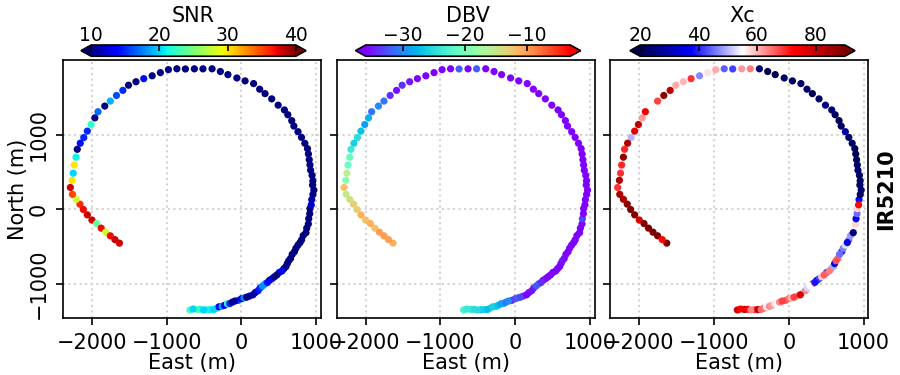 SNR DBV Xc
10 20 30 40 −30 −20 −10 20 40 60 80
North (m)
1000
0
−1000
IR5210
−2000 −1000 0 1000 −2000 −1000 0 1000 −2000 −1000 0 1000
East (m) East (m) East (m)